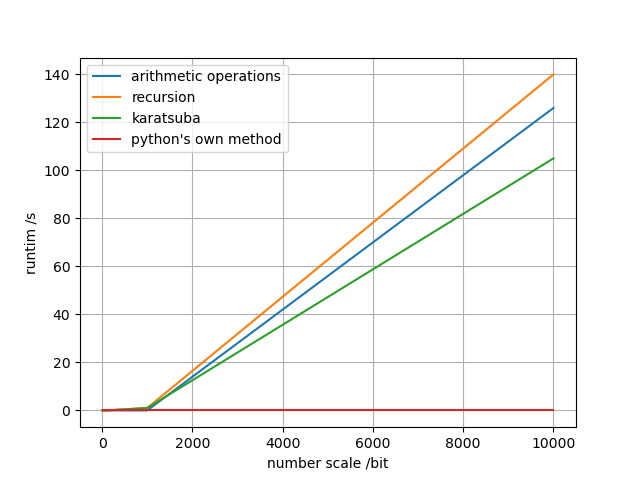 arithmetic operations
recursion
karatsuba
python's own method
140
120
100
80
60
40
20
0
runtim /s
0 2000 4000 6000 8000 10000
number scale /bit